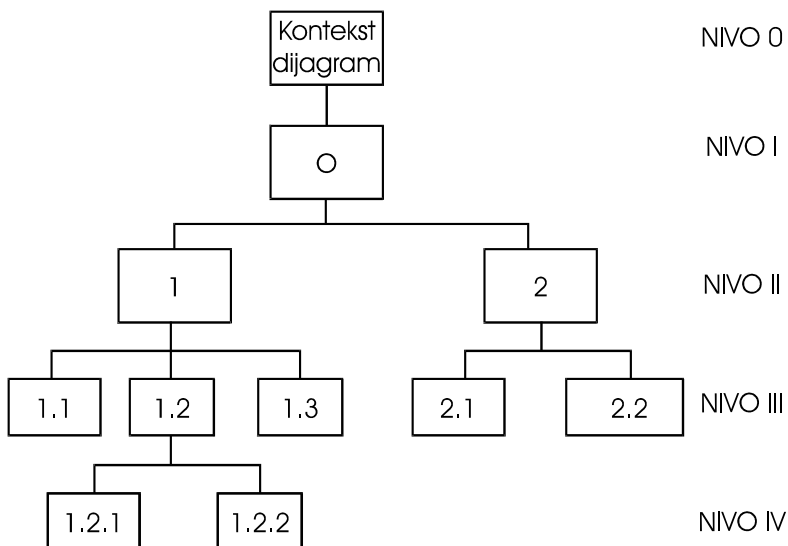 Kontekst
dijagram
NIVO 0
O
NIVO I
1
2
NIVO II
1.1
1.2
1.3
2.1
2.2
NIVO III
1.2.1
1.2.2
NIVO IV